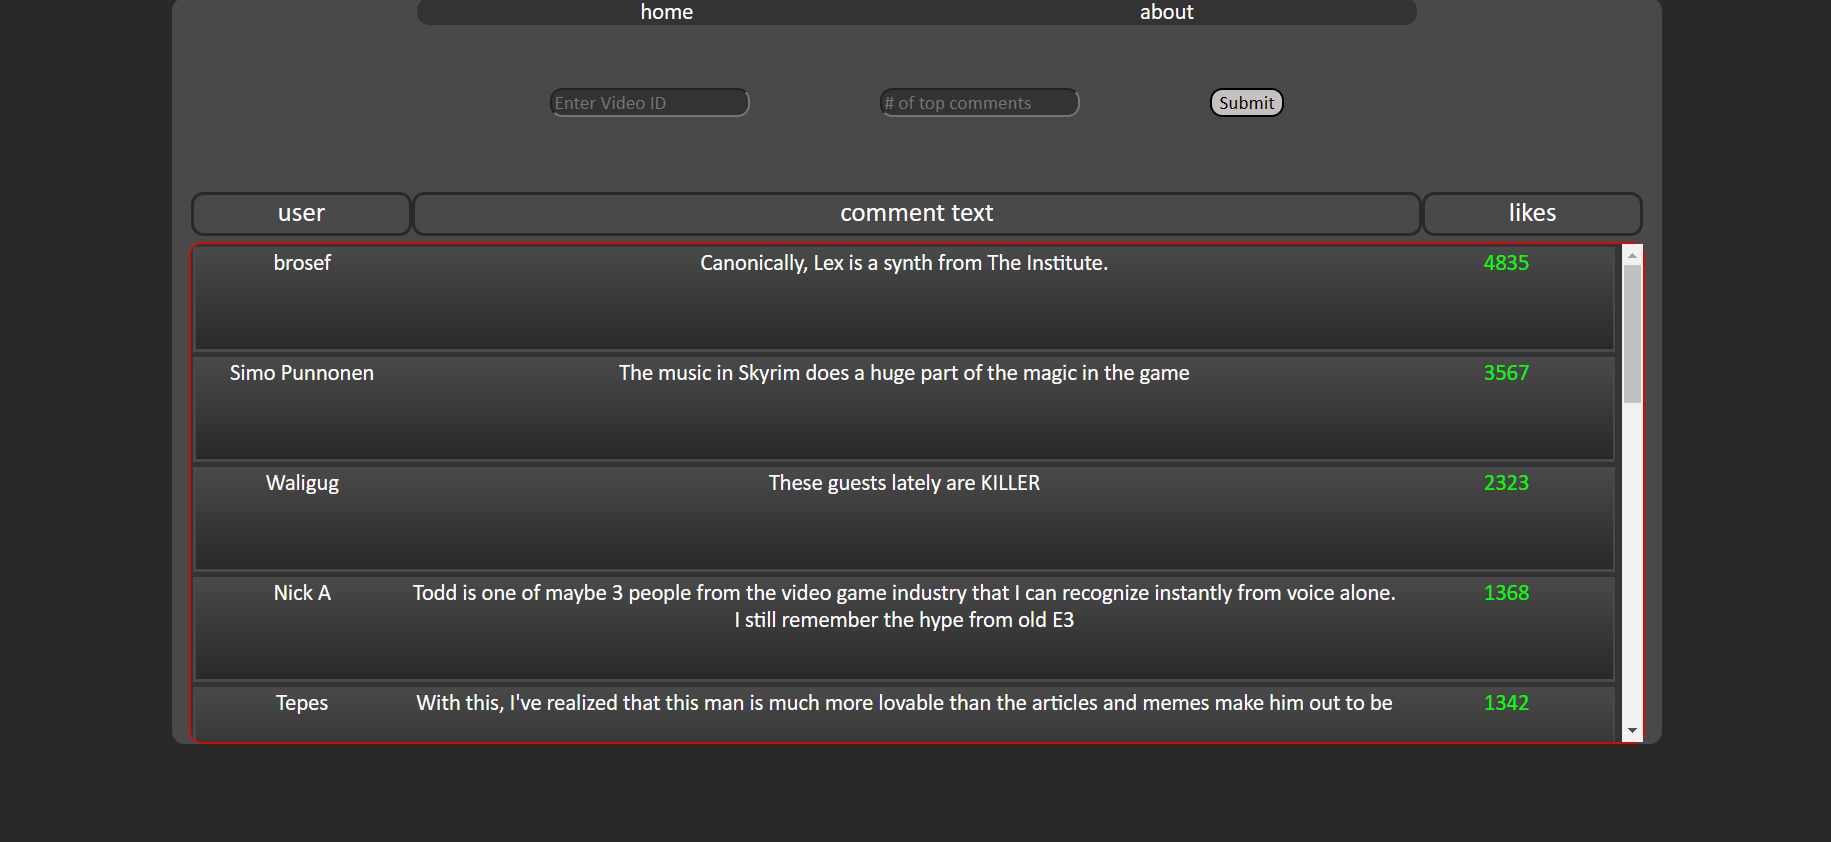 home about
Enter Video ID # of top comments Submit
user comment text likes
brosef Canonically, Lex is a synth from The Institute. 4835
Simo Punnonen The music in Skyrim does a huge part of the magic in the game 3567
Waligug These guests lately are KILLER 2323
Nick A Todd is one of maybe 3 people from the video game industry that I can recognize instantly from voice alone. 1368
I still remember the hype from old E3
Tepes With this, I've realized that this man is much more lovable than the articles and memes make him out to be 1342